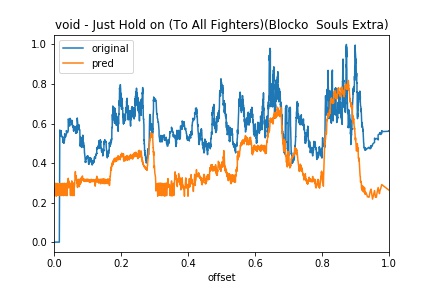 void - Just Hold on (To All Fighters)(Blocko  Souls Extra)
original
pred
1.0
0.8
0.6
0.4
0.2
0.0
0.0 0.2 0.4 0.6 0.8 1.0
offset